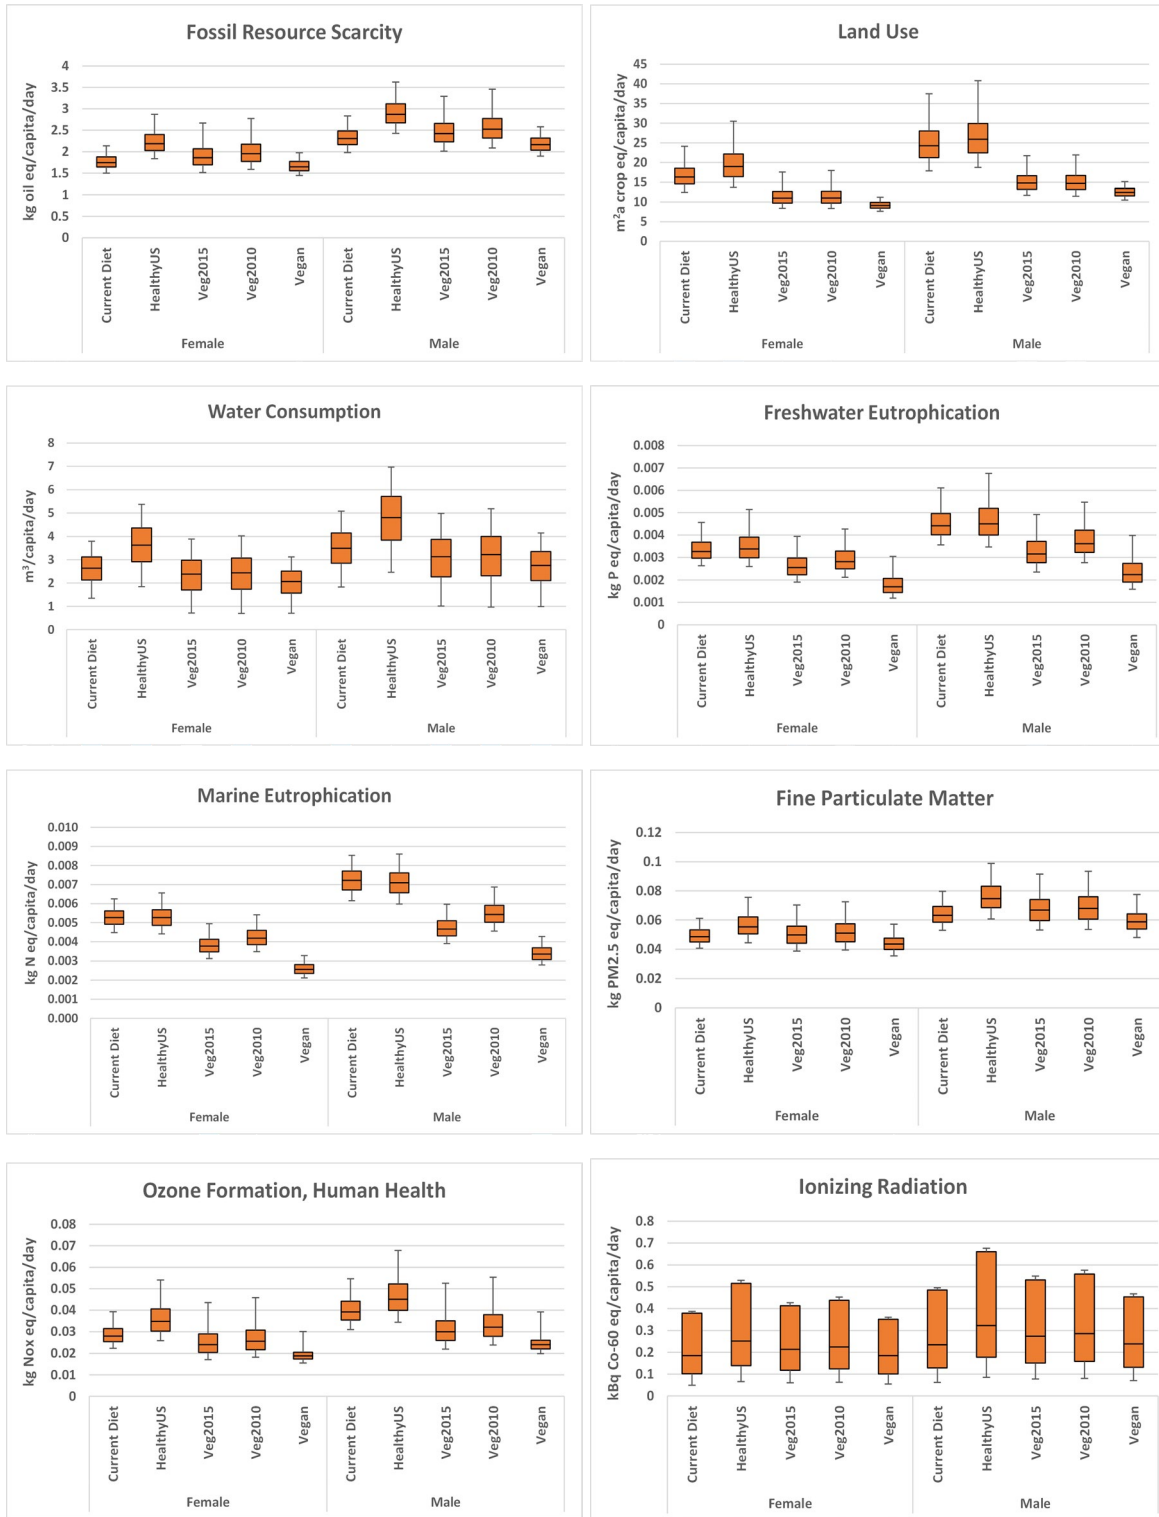 Fossil Resource Scarcity
kg oil eq/capita/day
4
3.5
3
2.5
2
1.5
1
0.5
0
Current Diet
HealthyUS
Veg2015
Veg2010
Vegan
Current Diet
HealthyUS
Veg2015
Veg2010
Vegan
Female
Male
Land Use
m²a crop eq/capita/day
45
40
35
30
25
20
15
10
5
0
Current Diet
HealthyUS
Veg2015
Veg2010
Vegan
Current Diet
HealthyUS
Veg2015
Veg2010
Vegan
Female
Male
Water Consumption
m³/capita/day
8
7
6
5
4
3
2
1
0
Current Diet
HealthyUS
Veg2015
Veg2010
Vegan
Current Diet
HealthyUS
Veg2015
Veg2010
Vegan
Female
Male
Freshwater Eutrophication
kg P eq/capita/day
0.008
0.007
0.006
0.005
0.004
0.003
0.002
0.001
0
Current Diet
HealthyUS
Veg2015
Veg2010
Vegan
Current Diet
HealthyUS
Veg2015
Veg2010
Vegan
Female
Male
Marine Eutrophication
kg N eq/capita/day
0.010
0.009
0.008
0.007
0.006
0.005
0.004
0.003
0.002
0.001
0.000
Current Diet
HealthyUS
Veg2015
Veg2010
Vegan
Current Diet
HealthyUS
Veg2015
Veg2010
Vegan
Female
Male
Fine Particulate Matter
kg PM2.5 eq/capita/day
0.12
0.1
0.08
0.06
0.04
0.02
0
Current Diet
HealthyUS
Veg2015
Veg2010
Vegan
Current Diet
HealthyUS
Veg2015
Veg2010
Vegan
Female
Male
Ozone Formation, Human Health
kg Nox eq/capita/day
0.08
0.07
0.06
0.05
0.04
0.03
0.02
0.01
0
Current Diet
HealthyUS
Veg2015
Veg2010
Vegan
Current Diet
HealthyUS
Veg2015
Veg2010
Vegan
Female
Male
Ionizing Radiation
kBq Co-60 eq/capita/day
0.8
0.7
0.6
0.5
0.4
0.3
0.2
0.1
0
Current Diet
HealthyUS
Veg2015
Veg2010
Vegan
Current Diet
HealthyUS
Veg2015
Veg2010
Vegan
Female
Male